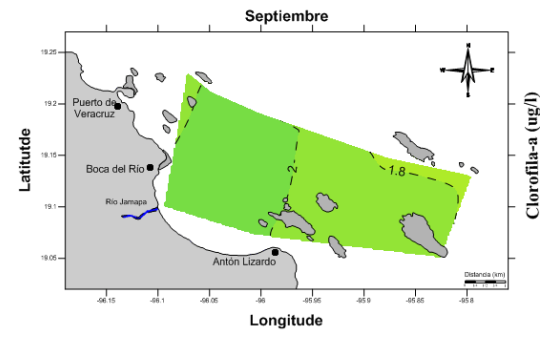 Septiembre
19.25
19.2
19.15
19.1
19.05
Latitutde
Puerto de
Veracruz
Boca del Río
Río Jamapa
Antón Lizardo
2
1.8
N
W
E
S
Distancia (km)
-96.15
-96.1
-96.05
-96
-95.95
-95.9
-95.85
-95.8
Longitude
Clorofila-a (ug/l)